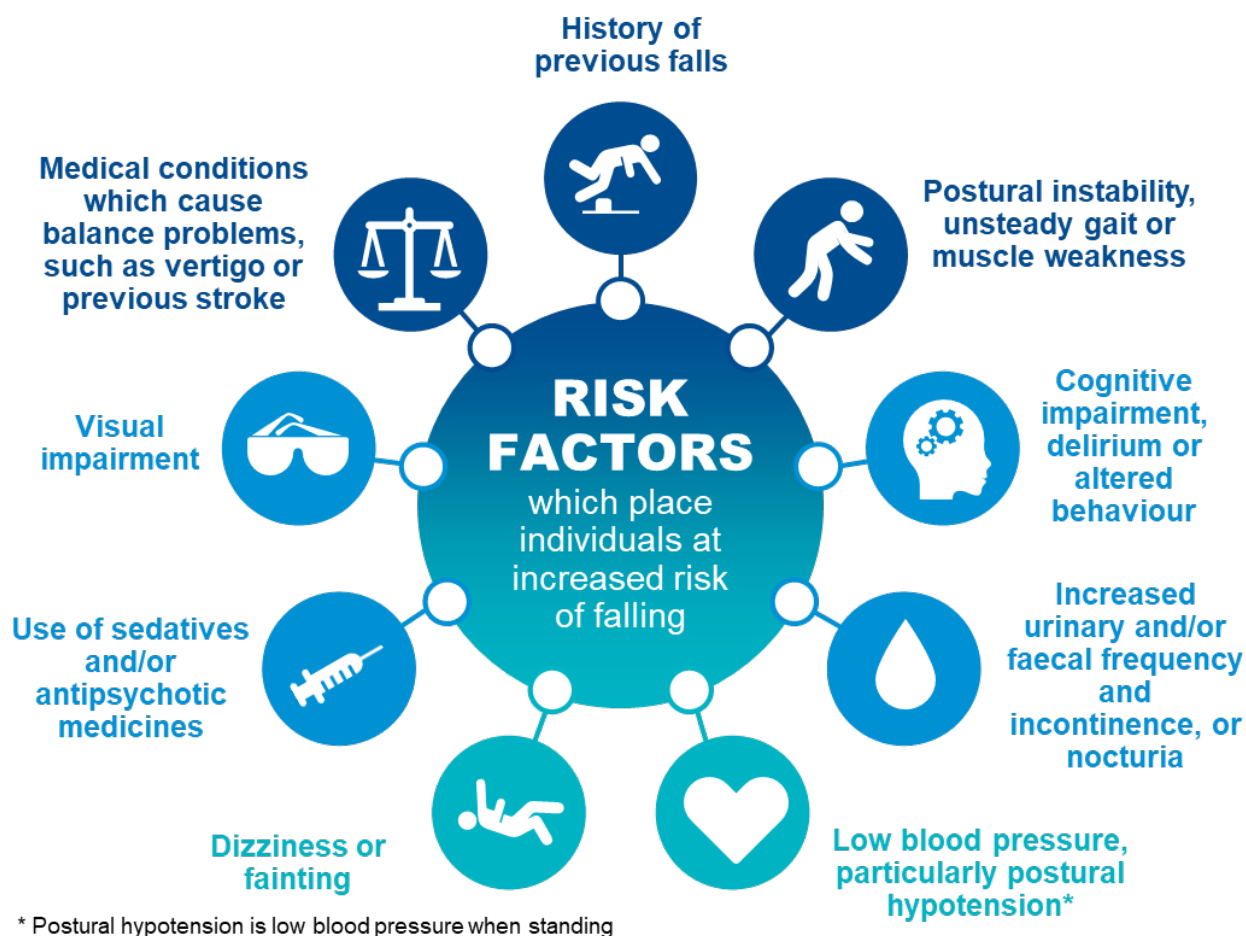 History of
previous falls
Postural instability,
unsteady gait or
muscle weakness
Cognitive
impairment,
delirium or
altered
behaviour
Increased
urinary and/or
faecal frequency
and
incontinence, or
nocturia
Low blood pressure,
particularly postural
hypotension*
Dizziness or
fainting
Use of sedatives
and/or
antipsychotic
medicines
Visual
impairment
Medical conditions
which cause
balance problems,
such as vertigo or
previous stroke
RISK
FACTORS
which place
individuals at
increased risk
of falling
* Postural hypotension is low blood pressure when standing